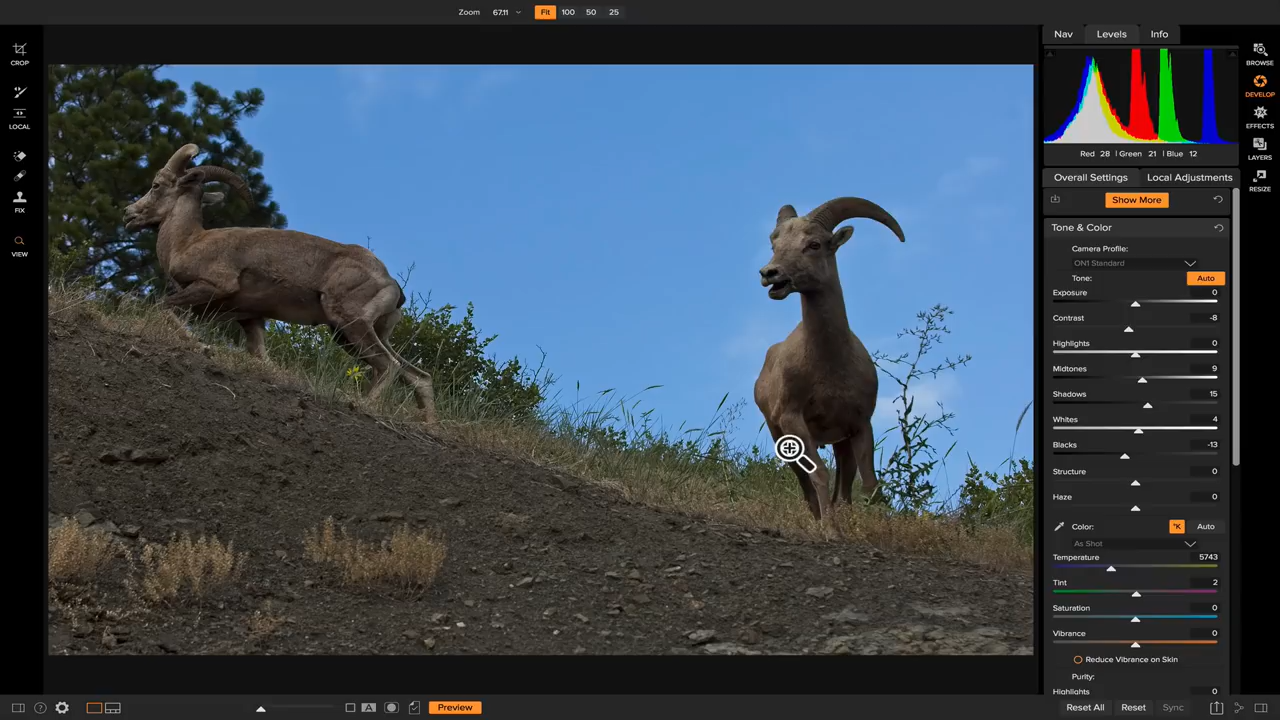 Zoom 67.11 Fit 100 50 25
Nav Levels Info
CROP
LOCAL
FIX
VIEW
Red 28 | Green 21 | Blue 12
BROWSE
DEVELOP
EFFECTS
LAYERS
RESIZE
Overall Settings Local Adjustments
Show More
Tone & Color
Camera Profile:
ON1 Standard
Tone: Auto
Exposure 0
Contrast -8
Highlights 0
Midtones 9
Shadows 15
Whites 4
Blacks -13
Structure 0
Haze 0
Color: °K Auto
As Shot
Temperature 5743
Tint 2
Saturation 0
Vibrance 0
Reduce Vibrance on Skin
Purity:
Highlights 0
? A Preview
Reset All Reset Sync